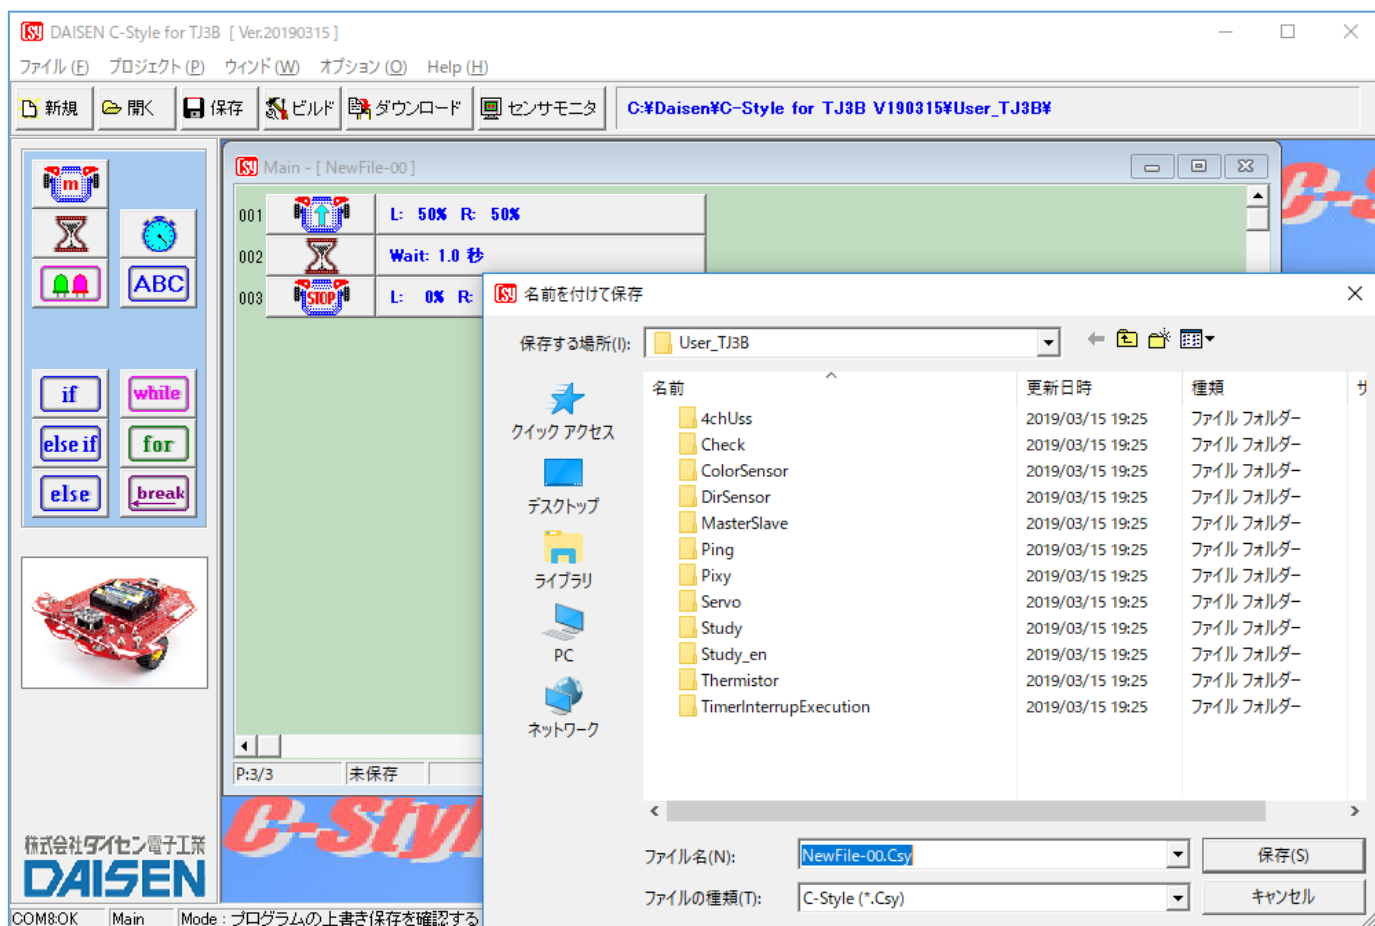 DAISEN C-Style for TJ3B [ Ver.20190315 ]
ファイル (F) プロジェクト (P) ウィンド (W) オプション (O) Help (H)
新規 開く 保存 ビルド ダウンロード センサモニタ C:¥Daisen¥C-Style for TJ3B V190315¥User_TJ3B¥
m
ABC
if while
else if for
else break
Main - [ NewFile-00 ]
001 L: 50% R: 50%
002 Wait: 1.0 秒
003 STOP L: 0% R:
P:3/3 未保存
名前を付けて保存
保存する場所(I): User_TJ3B
クイック アクセス
デスクトップ
ライブラリ
PC
ネットワーク
名前 更新日時 種類
4chUss 2019/03/15 19:25 ファイル フォルダー
Check 2019/03/15 19:25 ファイル フォルダー
ColorSensor 2019/03/15 19:25 ファイル フォルダー
DirSensor 2019/03/15 19:25 ファイル フォルダー
MasterSlave 2019/03/15 19:25 ファイル フォルダー
Ping 2019/03/15 19:25 ファイル フォルダー
Pixy 2019/03/15 19:25 ファイル フォルダー
Servo 2019/03/15 19:25 ファイル フォルダー
Study 2019/03/15 19:25 ファイル フォルダー
Study_en 2019/03/15 19:25 ファイル フォルダー
Thermistor 2019/03/15 19:25 ファイル フォルダー
TimerInterrupExecution 2019/03/15 19:25 ファイル フォルダー
ファイル名(N): NewFile-00.Csy 保存(S)
ファイルの種類(T): C-Style (*.Csy) キャンセル
C-Styl
株式会社ダイセン電子工業
DAISEN
COM8:OK Main Mode : プログラムの上書き保存を確認する